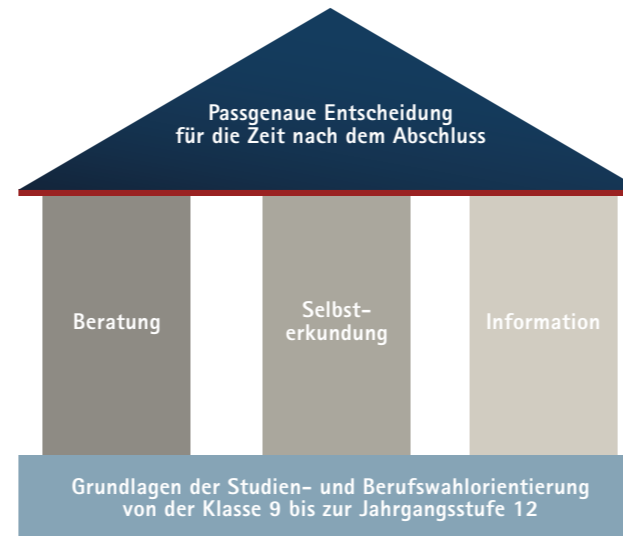 Passgenaue Entscheidung
für die Zeit nach dem Abschluss
Beratung
Selbst-
erkundung
Information
Grundlagen der Studien- und Berufswahlorientierung
von der Klasse 9 bis zur Jahrgangsstufe 12